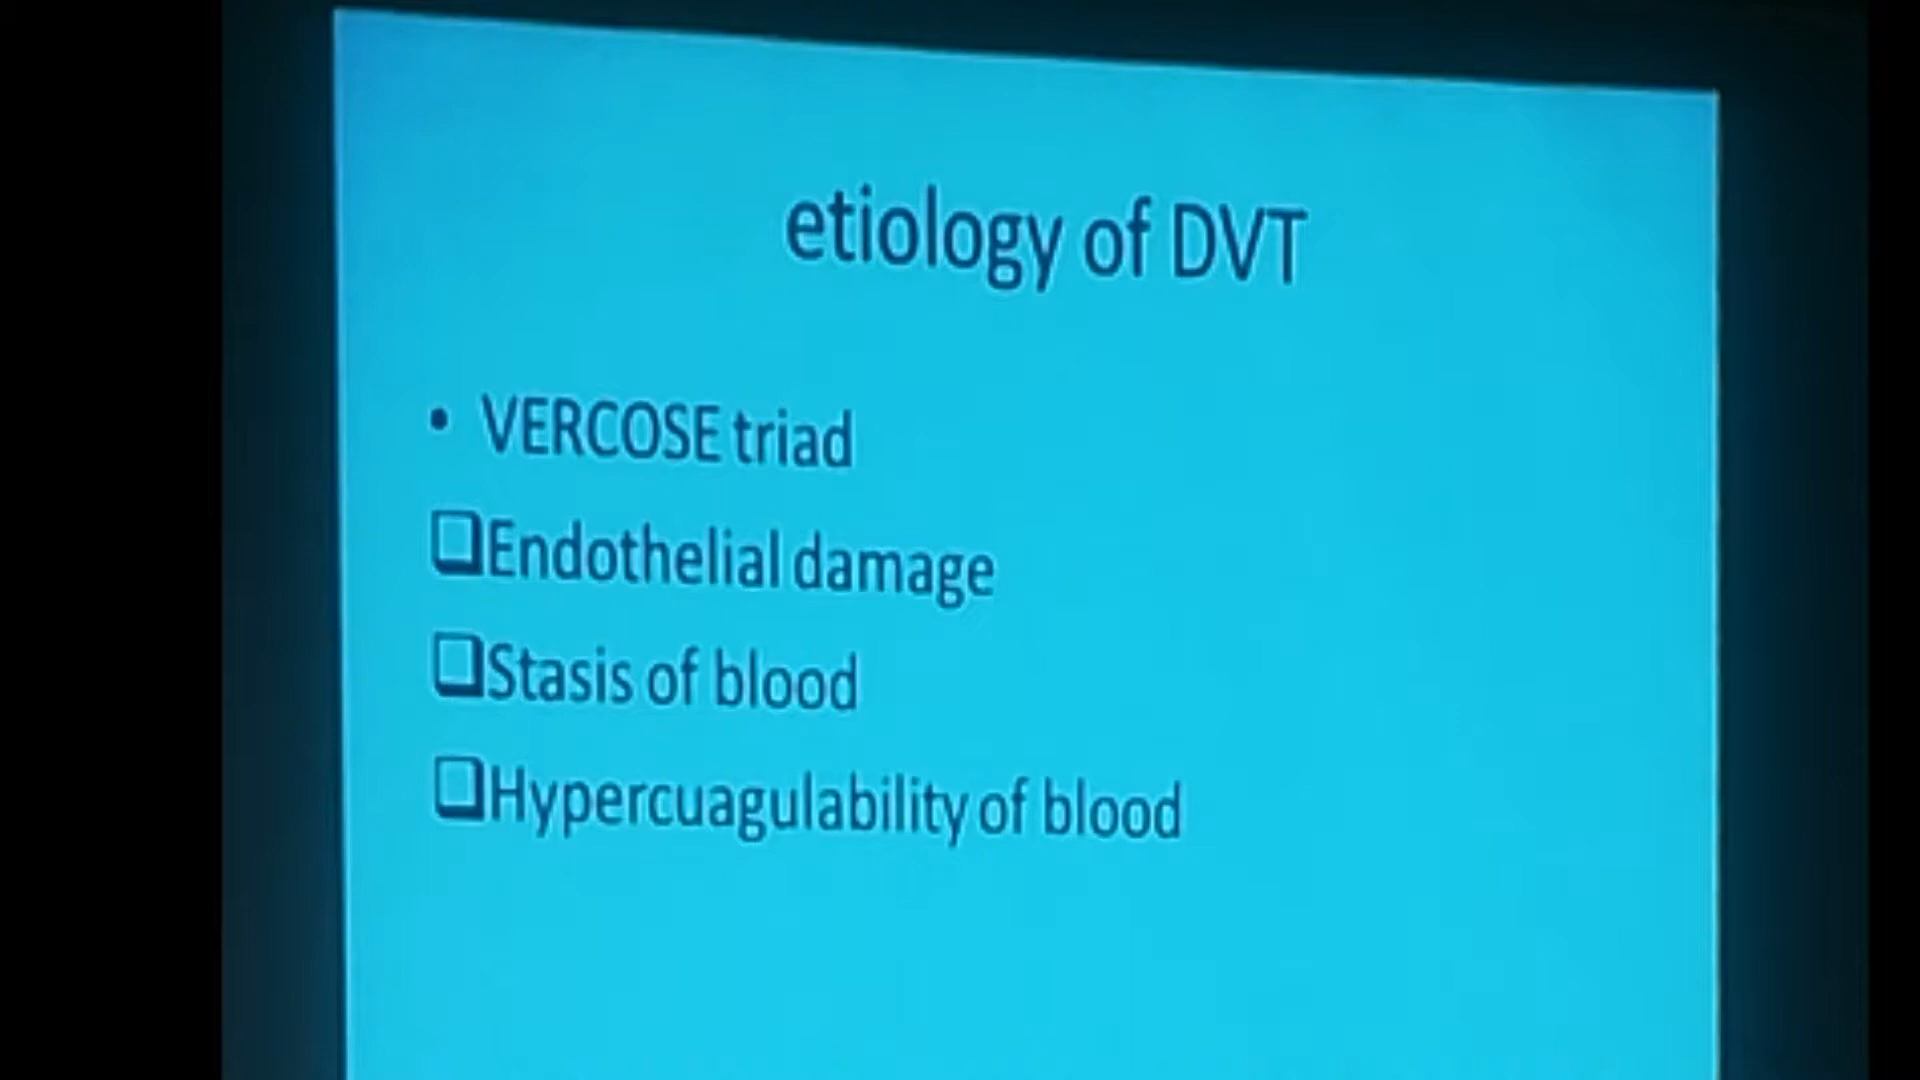 etiology of DVT
• VERCOSE triad
❑Endothelial damage
❑Stasis of blood
❑Hypercuagulability of blood